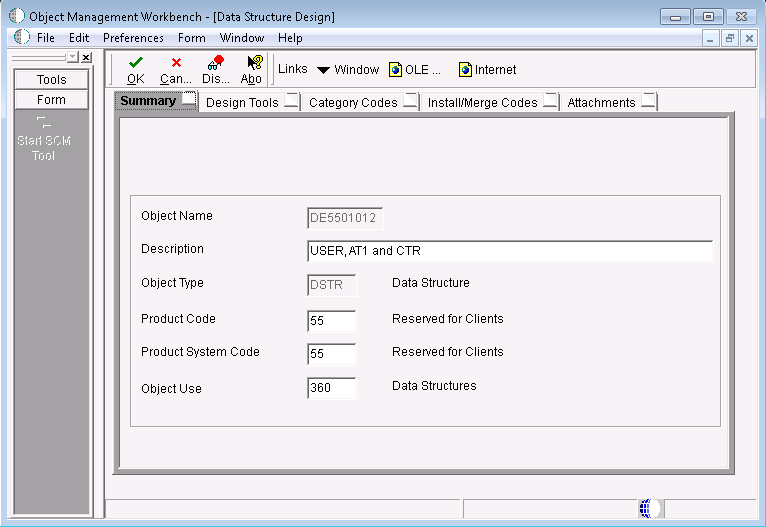 Object Management Workbench - [Data Structure Design]
File Edit Preferences Form Window Help
Tools
Form
Start SCM
Tool
OK Can... Dis... Abo Links Window OLE ... Internet
Summary Design Tools Category Codes Install/Merge Codes Attachments
Object Name DE5501012
Description USER,AT1 and CTR
Object Type DSTR Data Structure
Product Code 55 Reserved for Clients
Product System Code 55 Reserved for Clients
Object Use 360 Data Structures